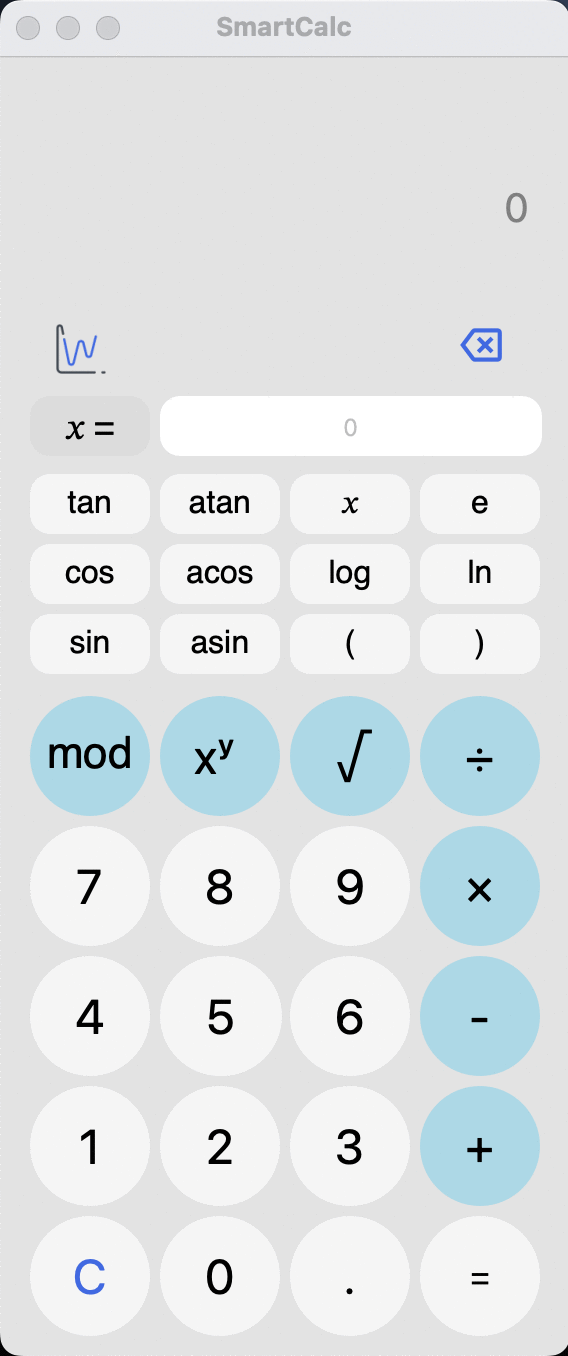 SmartCalc
0
x = 0
tan atan x e
cos acos log ln
sin asin ( )
mod xʸ √ ÷
7 8 9 ×
4 5 6 -
1 2 3 +
C 0 . =